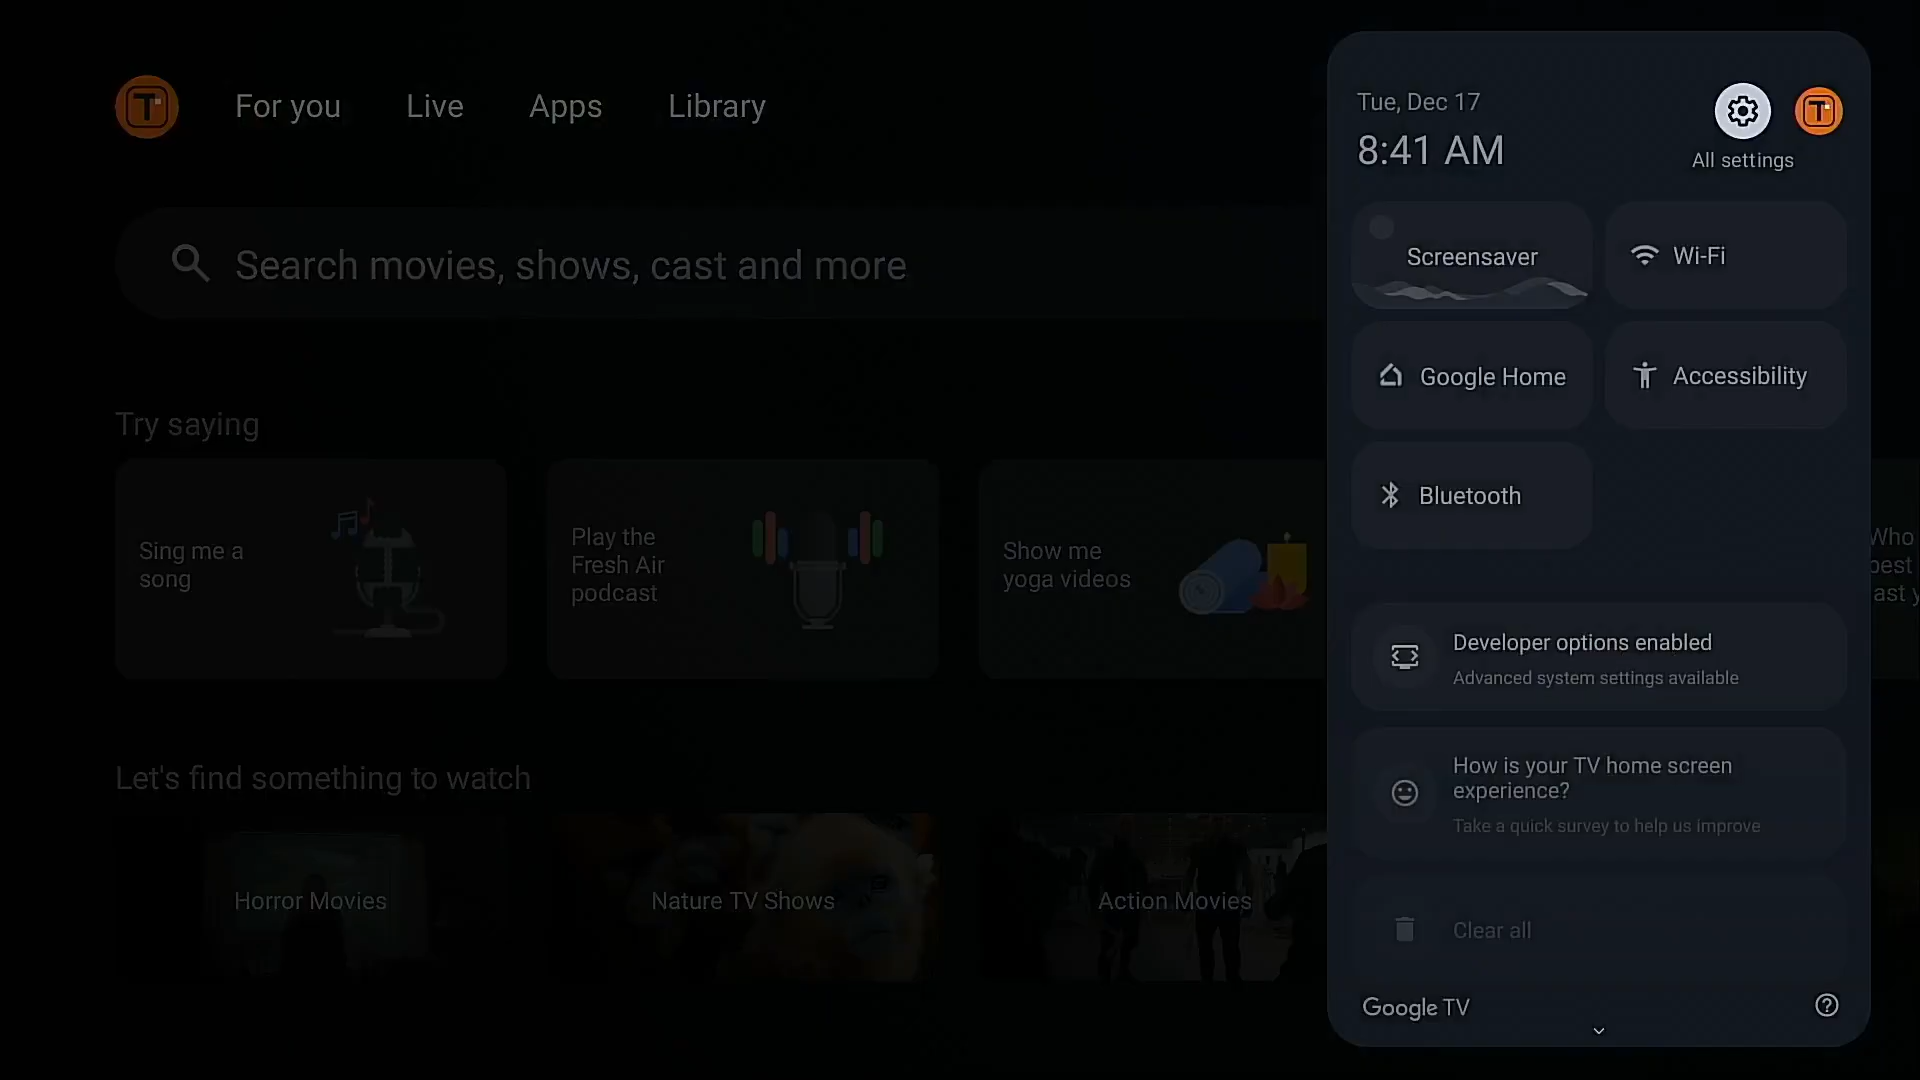 For you
Live
Apps
Library
Search movies, shows, cast and more
Try saying
Sing me a
song
Play the
Fresh Air
podcast
Show me
yoga videos
Who
best
Let's find something to watch
Horror Movies
Nature TV Shows
Action Movies
Tue, Dec 17
8:41 AM
All settings
Screensaver
Wi-Fi
Google Home
Accessibility
Bluetooth
Developer options enabled
Advanced system settings available
How is your TV home screen
experience?
Take a quick survey to help us improve
Clear all
Google TV